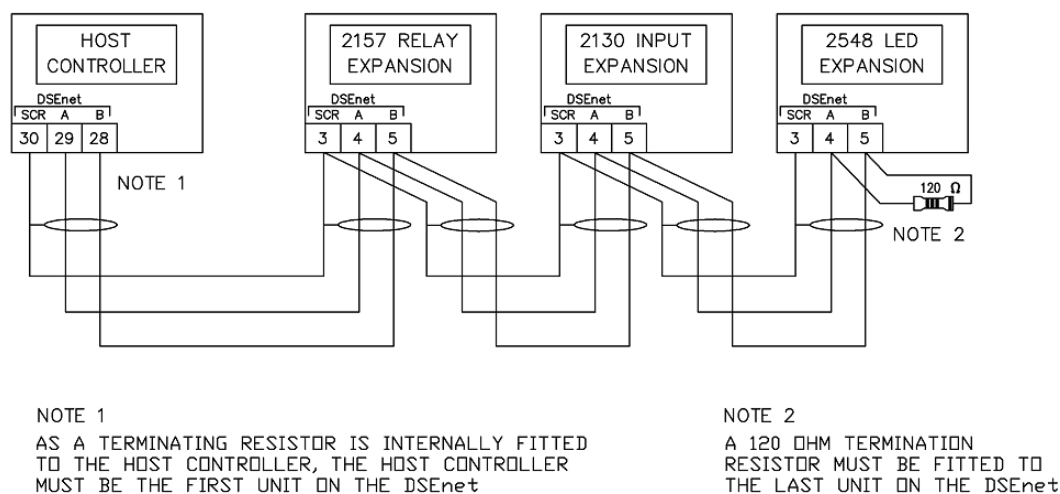 HOST
CONTROLLER
2157 RELAY
EXPANSION
2130 INPUT
EXPANSION
2548 LED
EXPANSION
DSEnet
SCR A B
30 29 28
DSEnet
SCR A B
3 4 5
DSEnet
SCR A B
3 4 5
DSEnet
SCR A B
3 4 5
NOTE 1
120 Ω
NOTE 2
NOTE 1
AS A TERMINATING RESISTOR IS INTERNALLY FITTED
TO THE HOST CONTROLLER, THE HOST CONTROLLER
MUST BE THE FIRST UNIT ON THE DSEnet
NOTE 2
A 120 OHM TERMINATION
RESISTOR MUST BE FITTED TO
THE LAST UNIT ON THE DSEnet